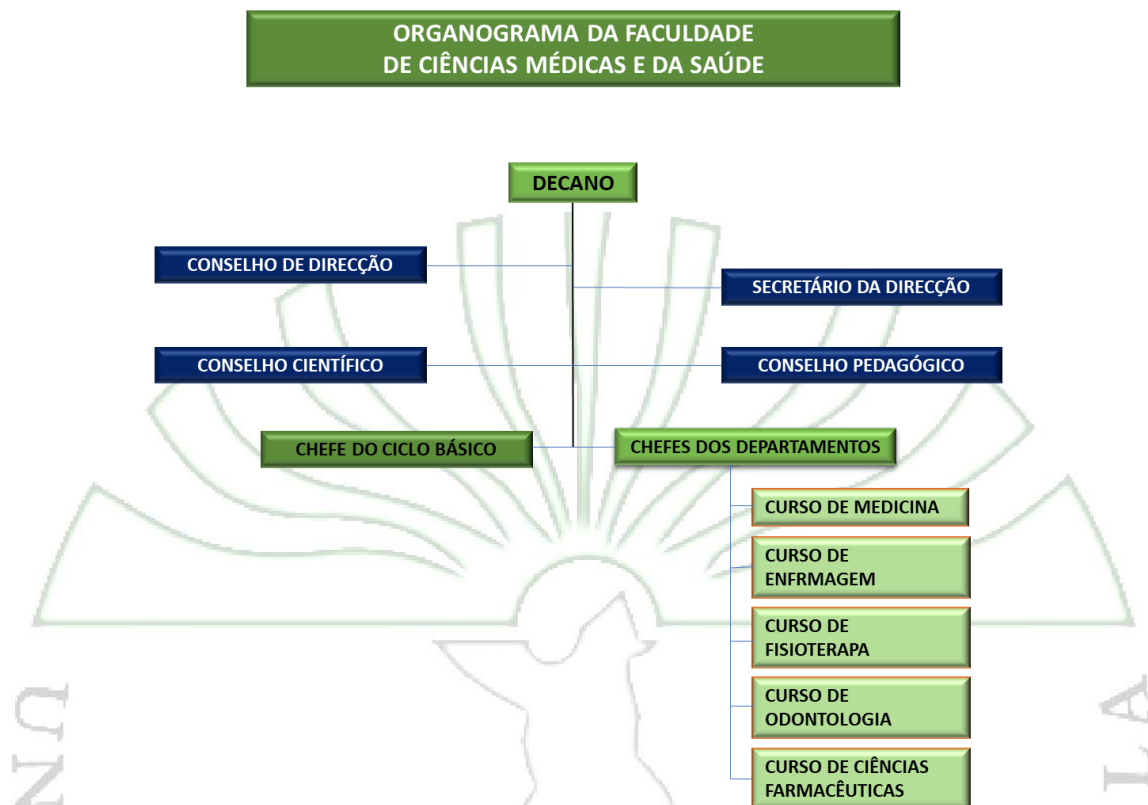 ORGANOGRAMA DA FACULDADE
DE CIÊNCIAS MÉDICAS E DA SAÚDE
DECANO
CONSELHO DE DIRECÇÃO
SECRETÁRIO DA DIRECÇÃO
CONSELHO CIENTÍFICO
CONSELHO PEDAGÓGICO
CHEFE DO CICLO BÁSICO
CHEFES DOS DEPARTAMENTOS
CURSO DE MEDICINA
CURSO DE
ENFRMAGEM
CURSO DE
FISIOTERAPA
CURSO DE
ODONTOLOGIA
CURSO DE CIÊNCIAS
FARMACÊUTICAS
UN
LA